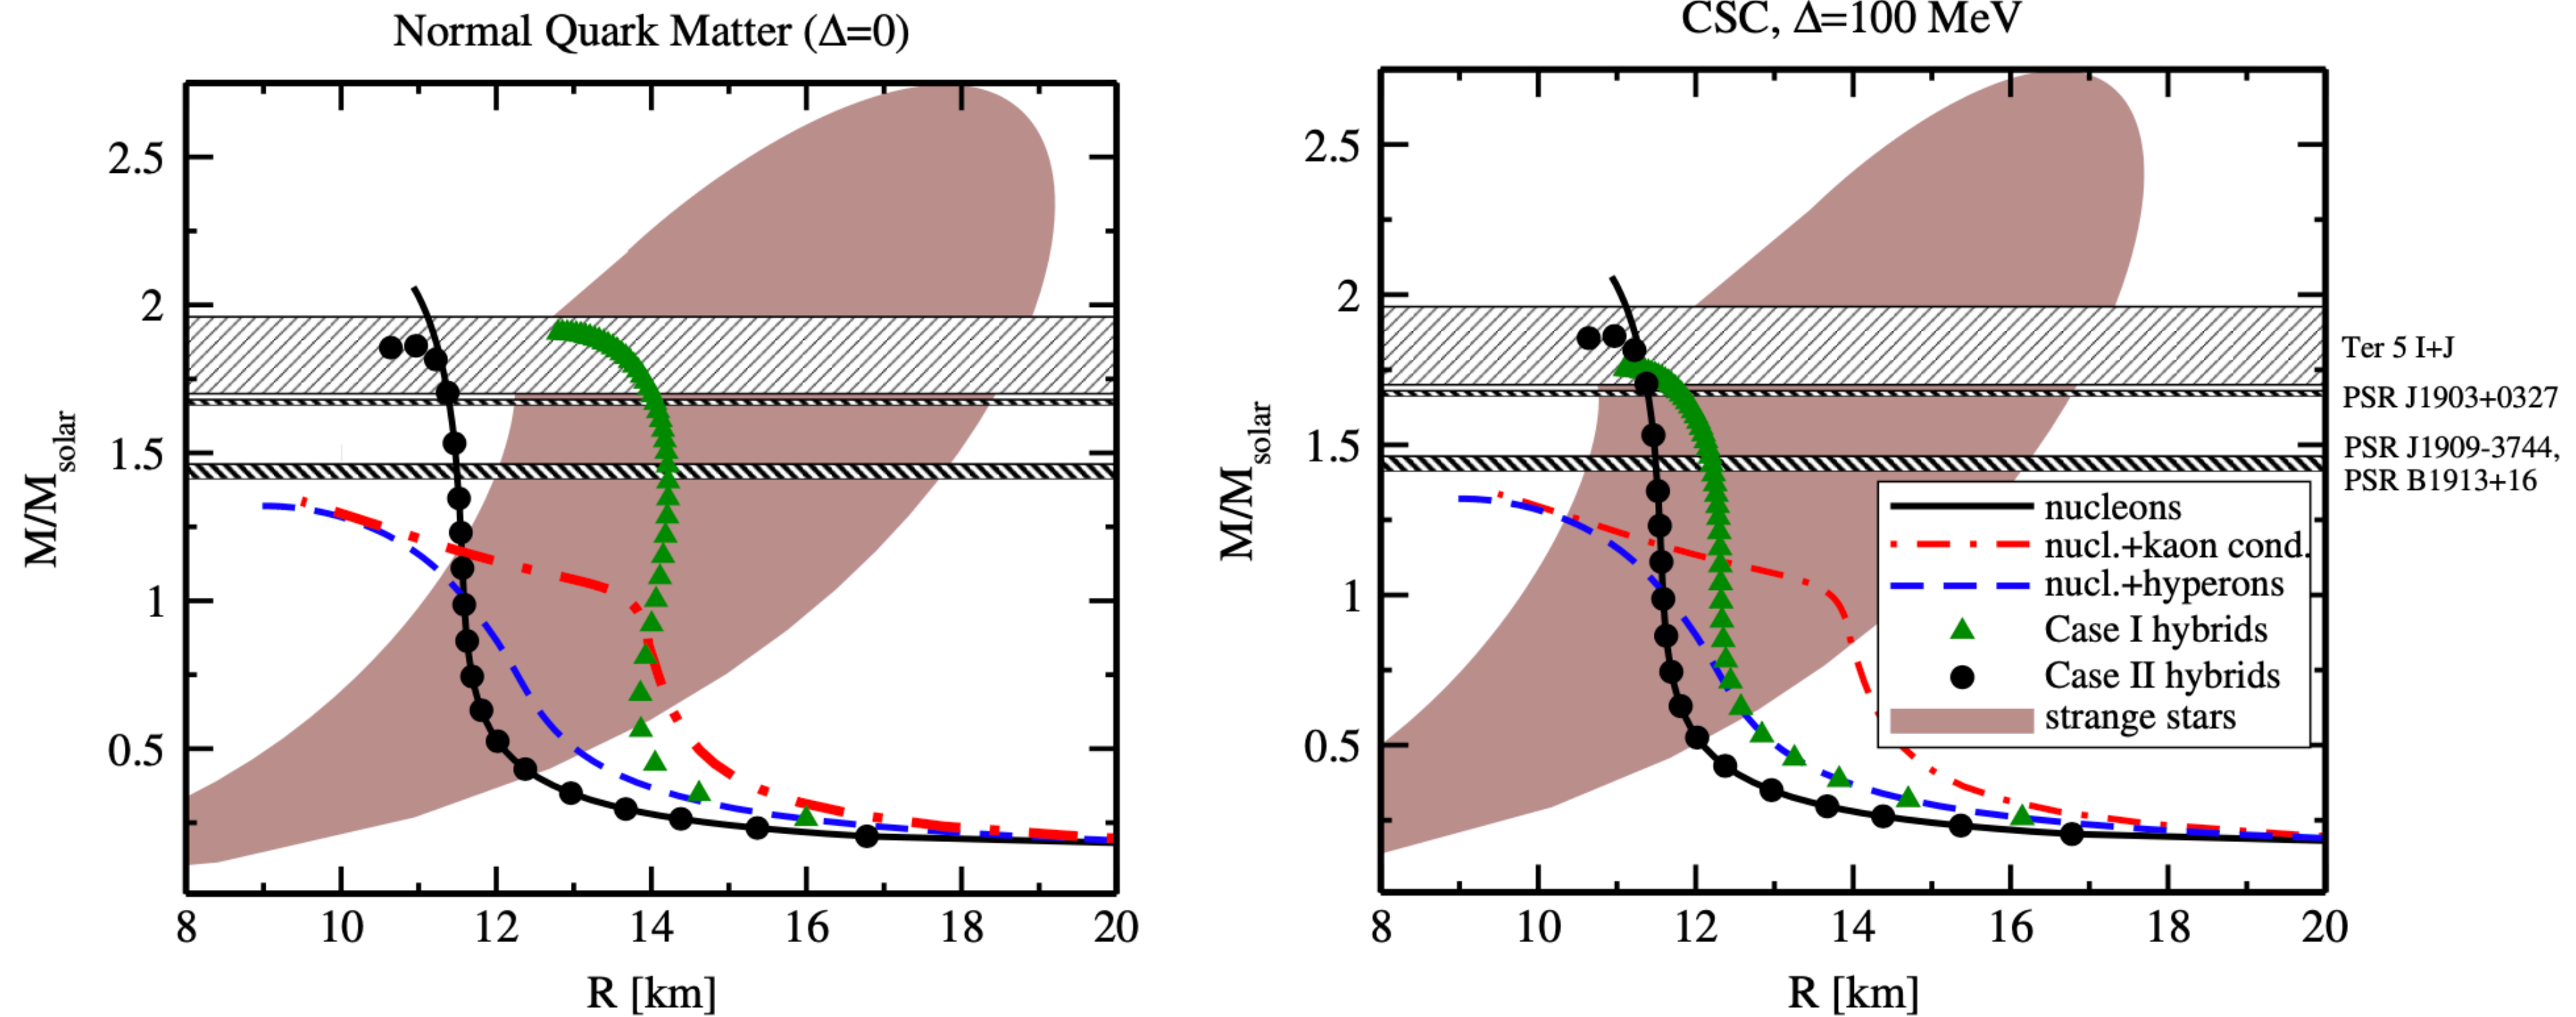 Normal Quark Matter (Δ=0)
2.5
2
1.5
1
0.5
M/M_solar
8 10 12 14 16 18 20
R [km]
CSC, Δ=100 MeV
2.5
2
1.5
1
0.5
M/M_solar
8 10 12 14 16 18 20
R [km]
Ter 5 I+J
PSR J1903+0327
PSR J1909-3744,
PSR B1913+16
nucleons
nucl.+kaon cond.
nucl.+hyperons
Case I hybrids
Case II hybrids
strange stars